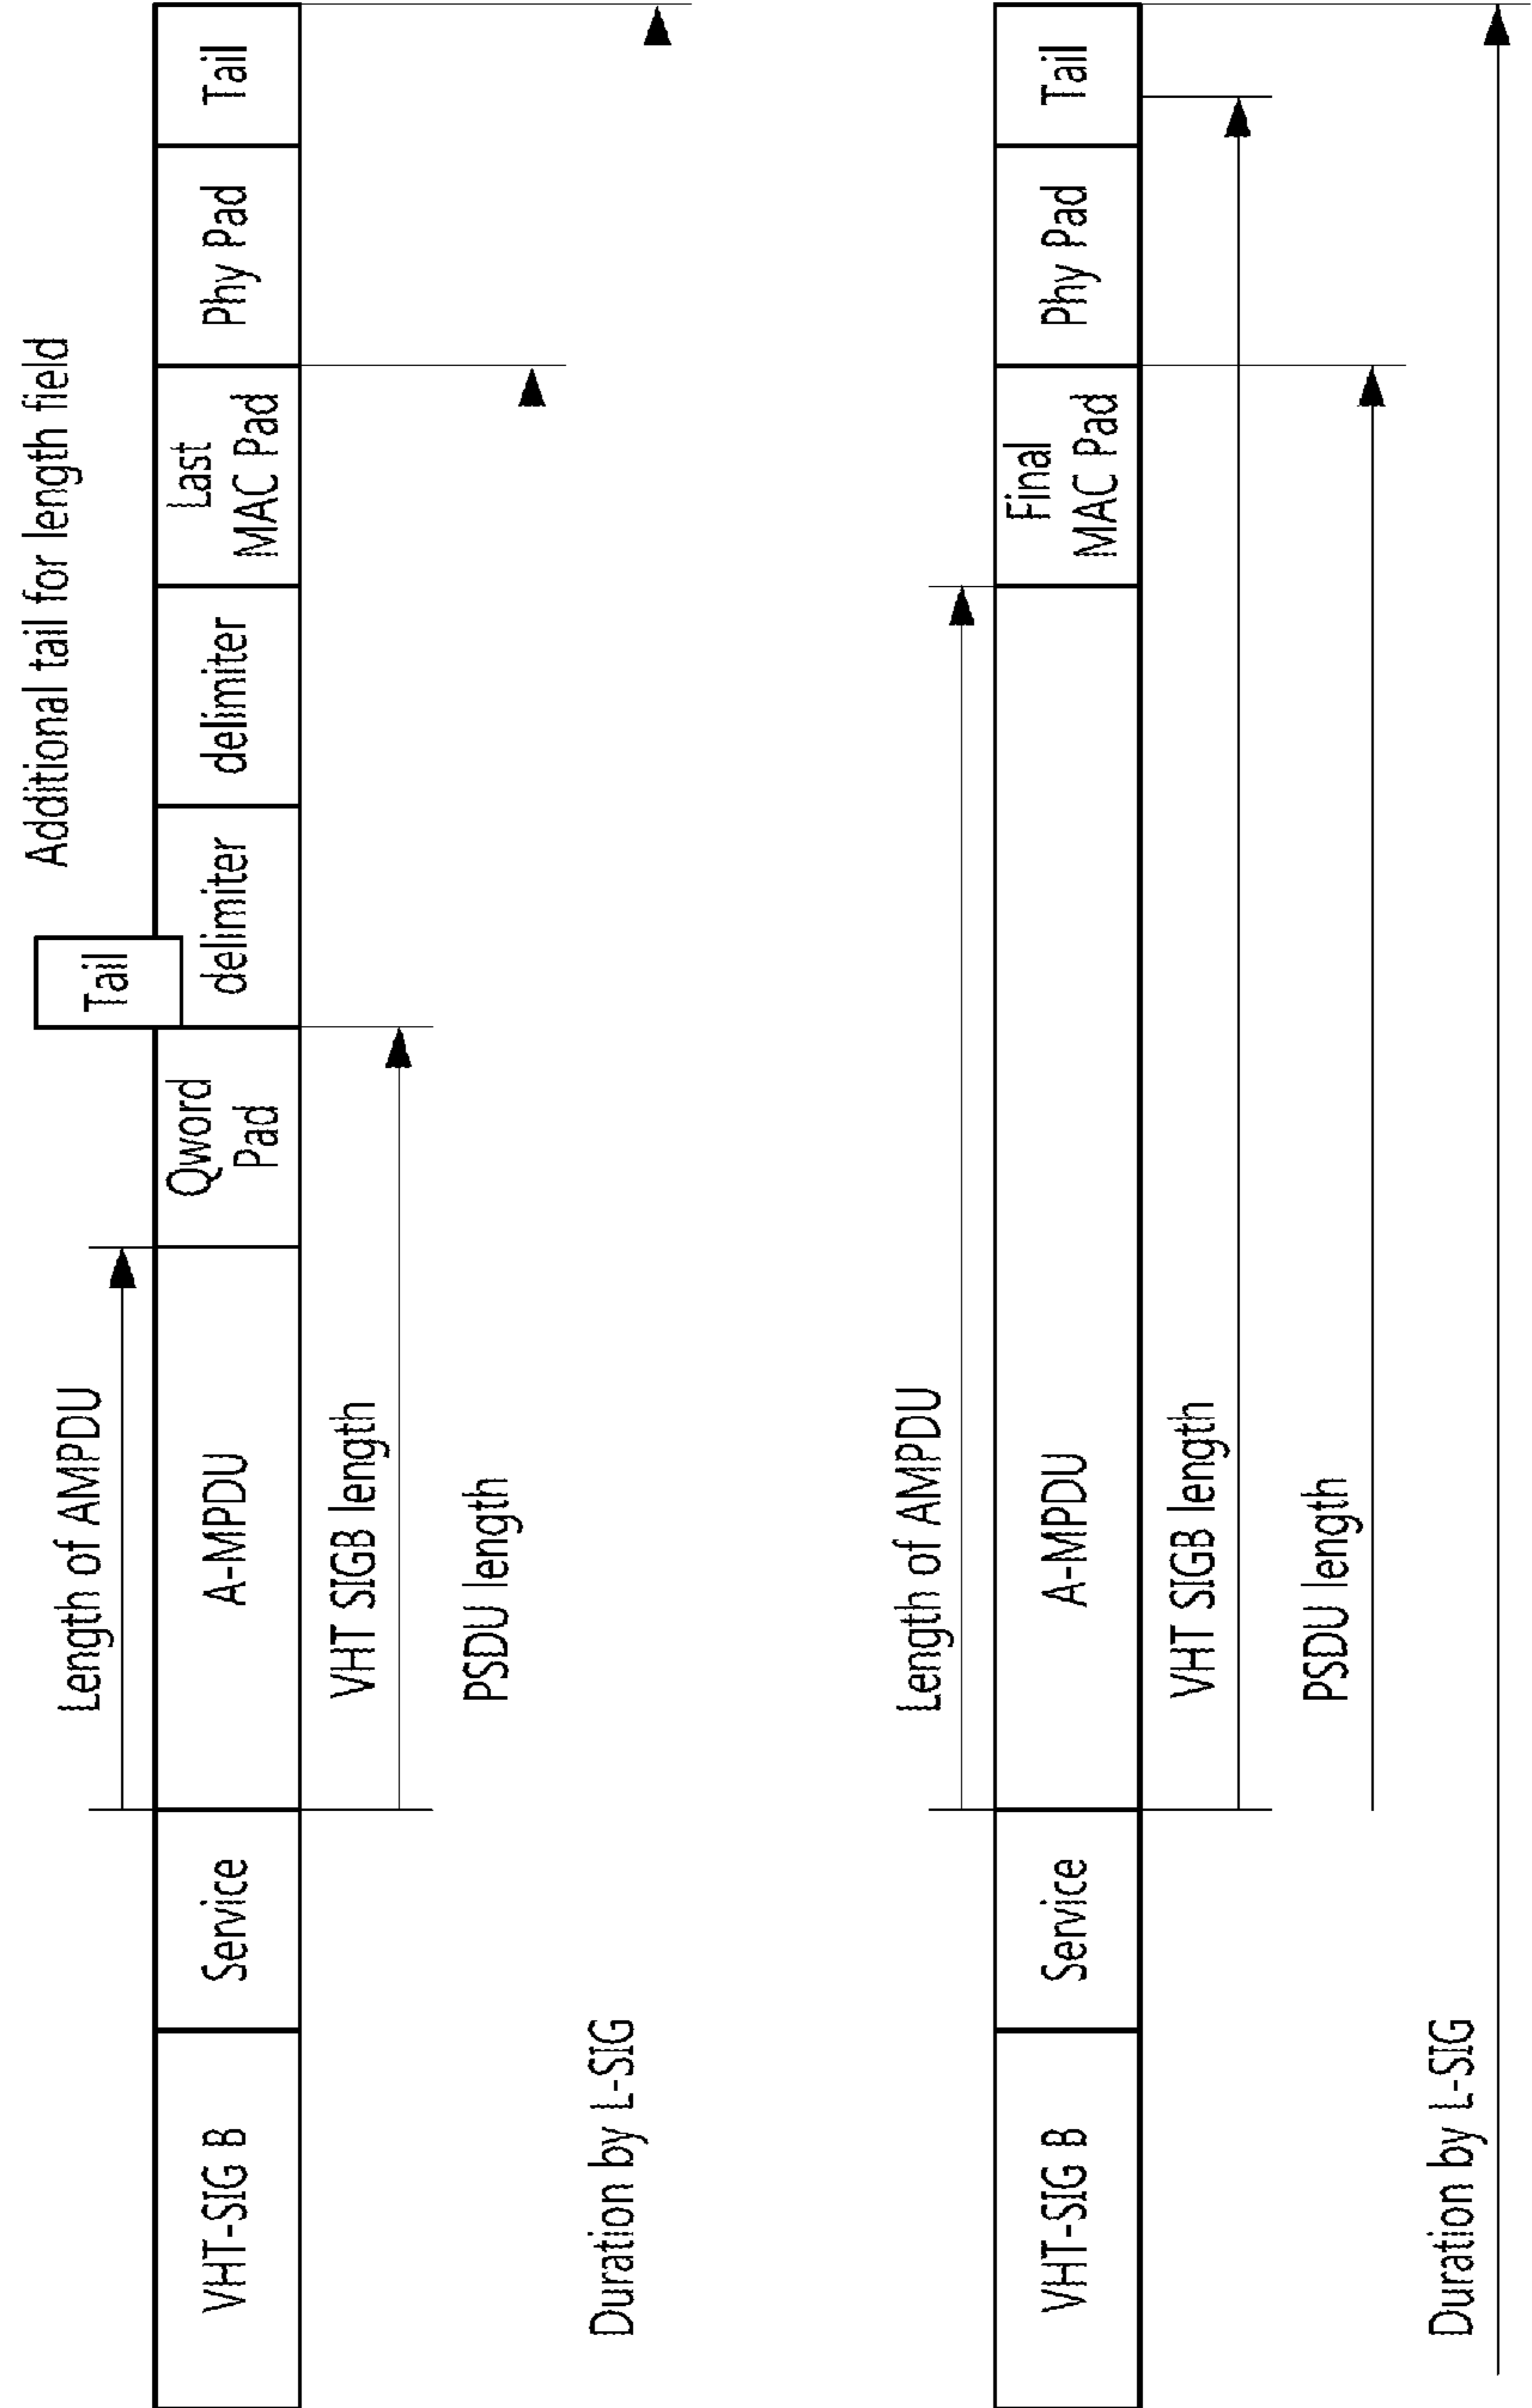 Additional tail for length field
Tail
Length of AMPDU
VHT-SIG B
Service
A-MPDU
Qword
Pad
delimiter
delimiter
Last
MAC Pad
Phy Pad
Tail
VHT SIGB length
PSDU length
Duration by L-SIG
Length of AMPDU
VHT-SIG B
Service
A-MPDU
Final
MAC Pad
Phy Pad
Tail
VHT SIGB length
PSDU length
Duration by L-SIG